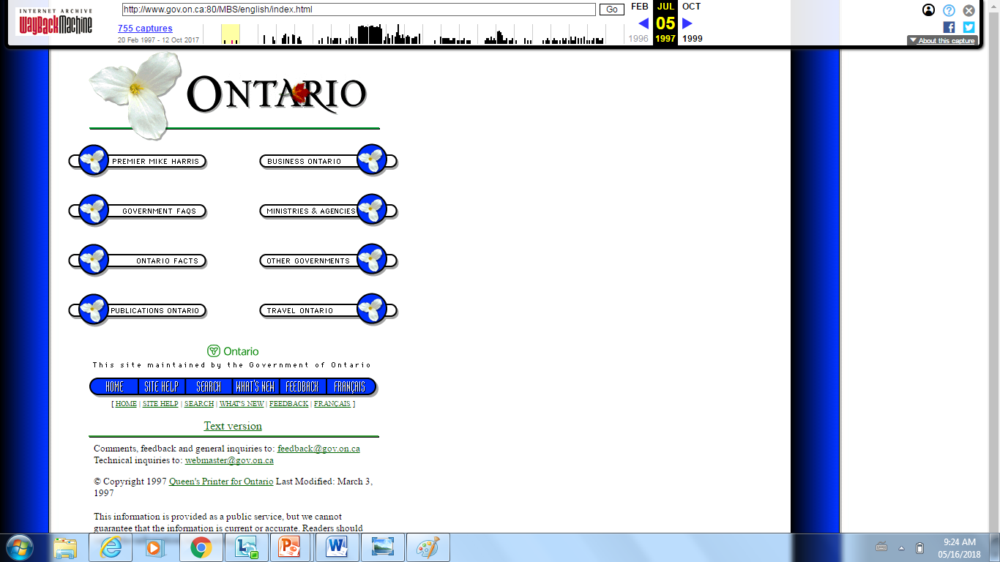 INTERNET ARCHIVE
WayBackMachine
http://www.gov.on.ca:80/MBS/english/index.html
Go
755 captures
20 Feb 1997 - 12 Oct 2017
FEB JUL OCT
05
1996 1997 1999
About this capture
ONTARIO
PREMIER MIKE HARRIS
BUSINESS ONTARIO
GOVERNMENT FAQS
MINISTRIES & AGENCIES
ONTARIO FACTS
OTHER GOVERNMENTS
PUBLICATIONS ONTARIO
TRAVEL ONTARIO
Ontario
This site maintained by the Government of Ontario
HOME SITE HELP SEARCH WHAT'S NEW FEEDBACK FRANÇAIS
[ HOME | SITE HELP | SEARCH | WHAT'S NEW | FEEDBACK | FRANÇAIS ]
Text version
Comments, feedback and general inquiries to: feedback@gov.on.ca
Technical inquiries to: webmaster@gov.on.ca
© Copyright 1997 Queen's Printer for Ontario Last Modified: March 3,
1997
This information is provided as a public service, but we cannot
guarantee that the information is current or accurate. Readers should
9:24 AM
05/16/2018